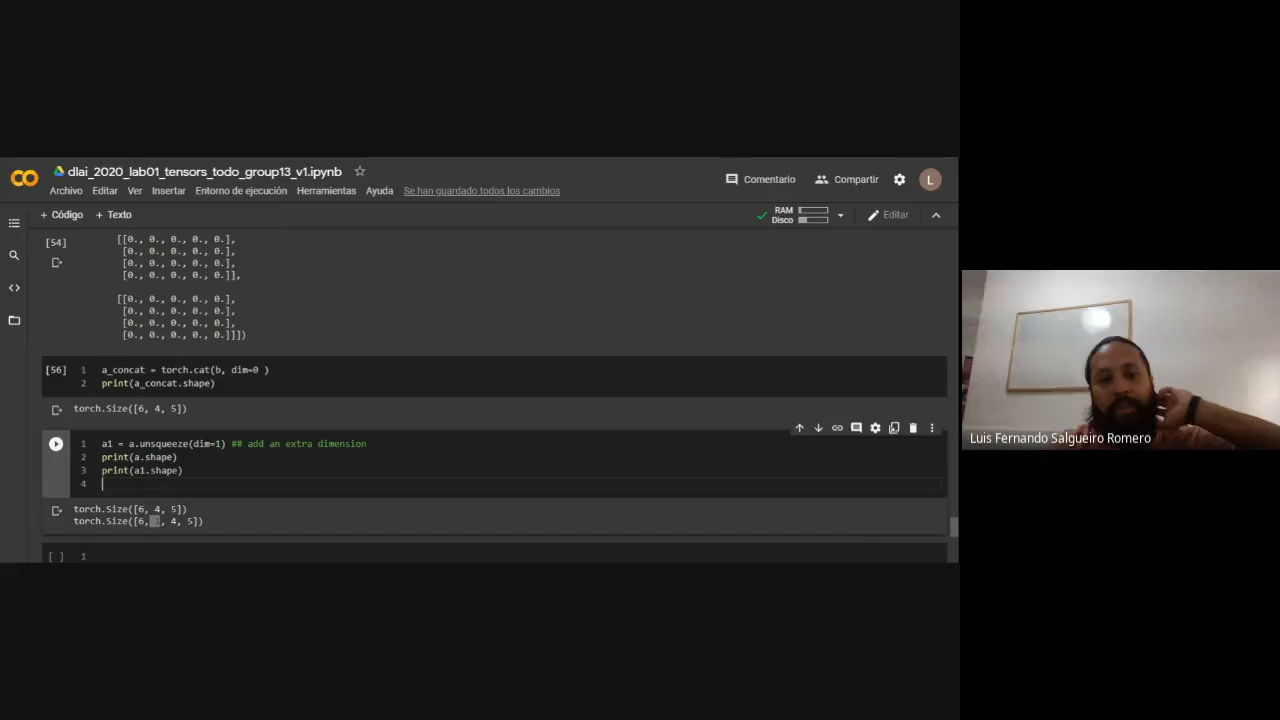 dlai_2020_lab01_tensors_todo_group13_v1.ipynb
Comentario Compartir L
Archivo Editar Ver Insertar Entorno de ejecución Herramientas Ayuda Se han guardado todos los cambios
+ Código + Texto
RAM
Disco
Editar
[54]
[[0., 0., 0., 0., 0.],
[0., 0., 0., 0., 0.],
[0., 0., 0., 0., 0.],
[0., 0., 0., 0., 0.]],
[[0., 0., 0., 0., 0.],
[0., 0., 0., 0., 0.],
[0., 0., 0., 0., 0.],
[0., 0., 0., 0., 0.]]])
[56] 1 a_concat = torch.cat(b, dim=0 )
2 print(a_concat.shape)
torch.Size([6, 4, 5])
1 a1 = a.unsqueeze(dim=1) ## add an extra dimension
2 print(a.shape)
3 print(a1.shape)
4
torch.Size([6, 4, 5])
torch.Size([6, 1, 4, 5])
[ ] 1
Luis Fernando Salgueiro Romero